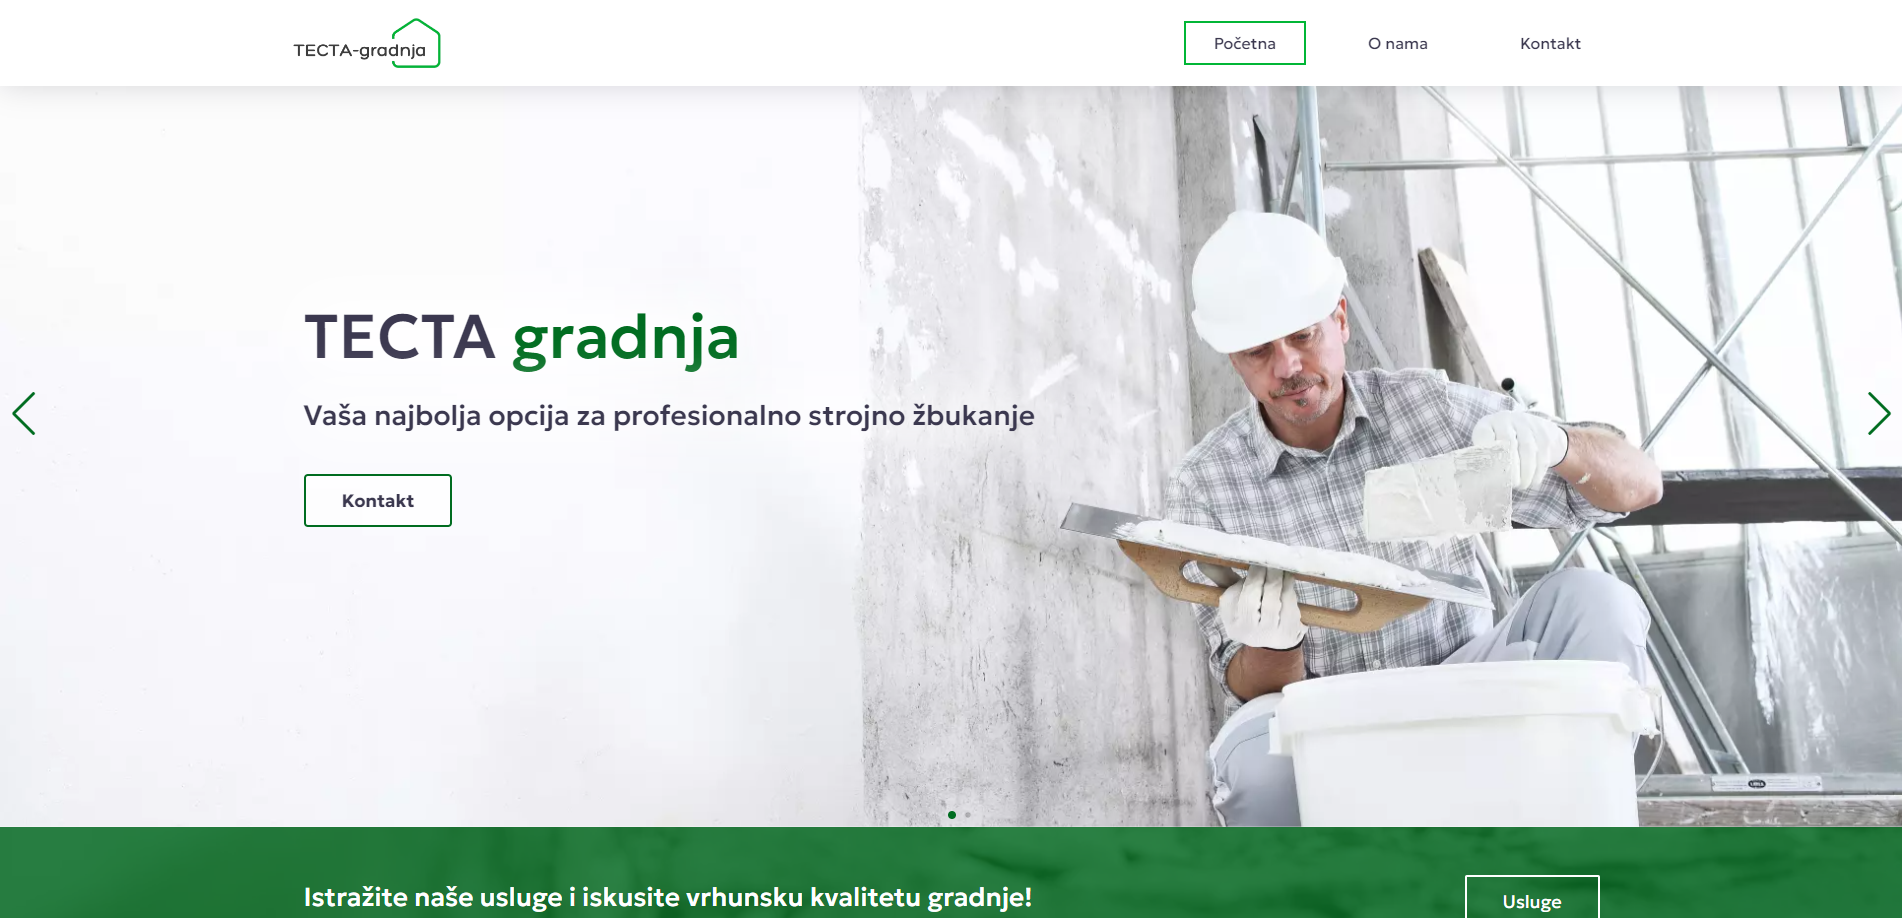 TECTA-gradnja
Početna
O nama
Kontakt
TECTA gradnja
Vaša najbolja opcija za profesionalno strojno žbukanje
Kontakt
Istražite naše usluge i iskusite vrhunsku kvalitetu gradnje!
Usluge